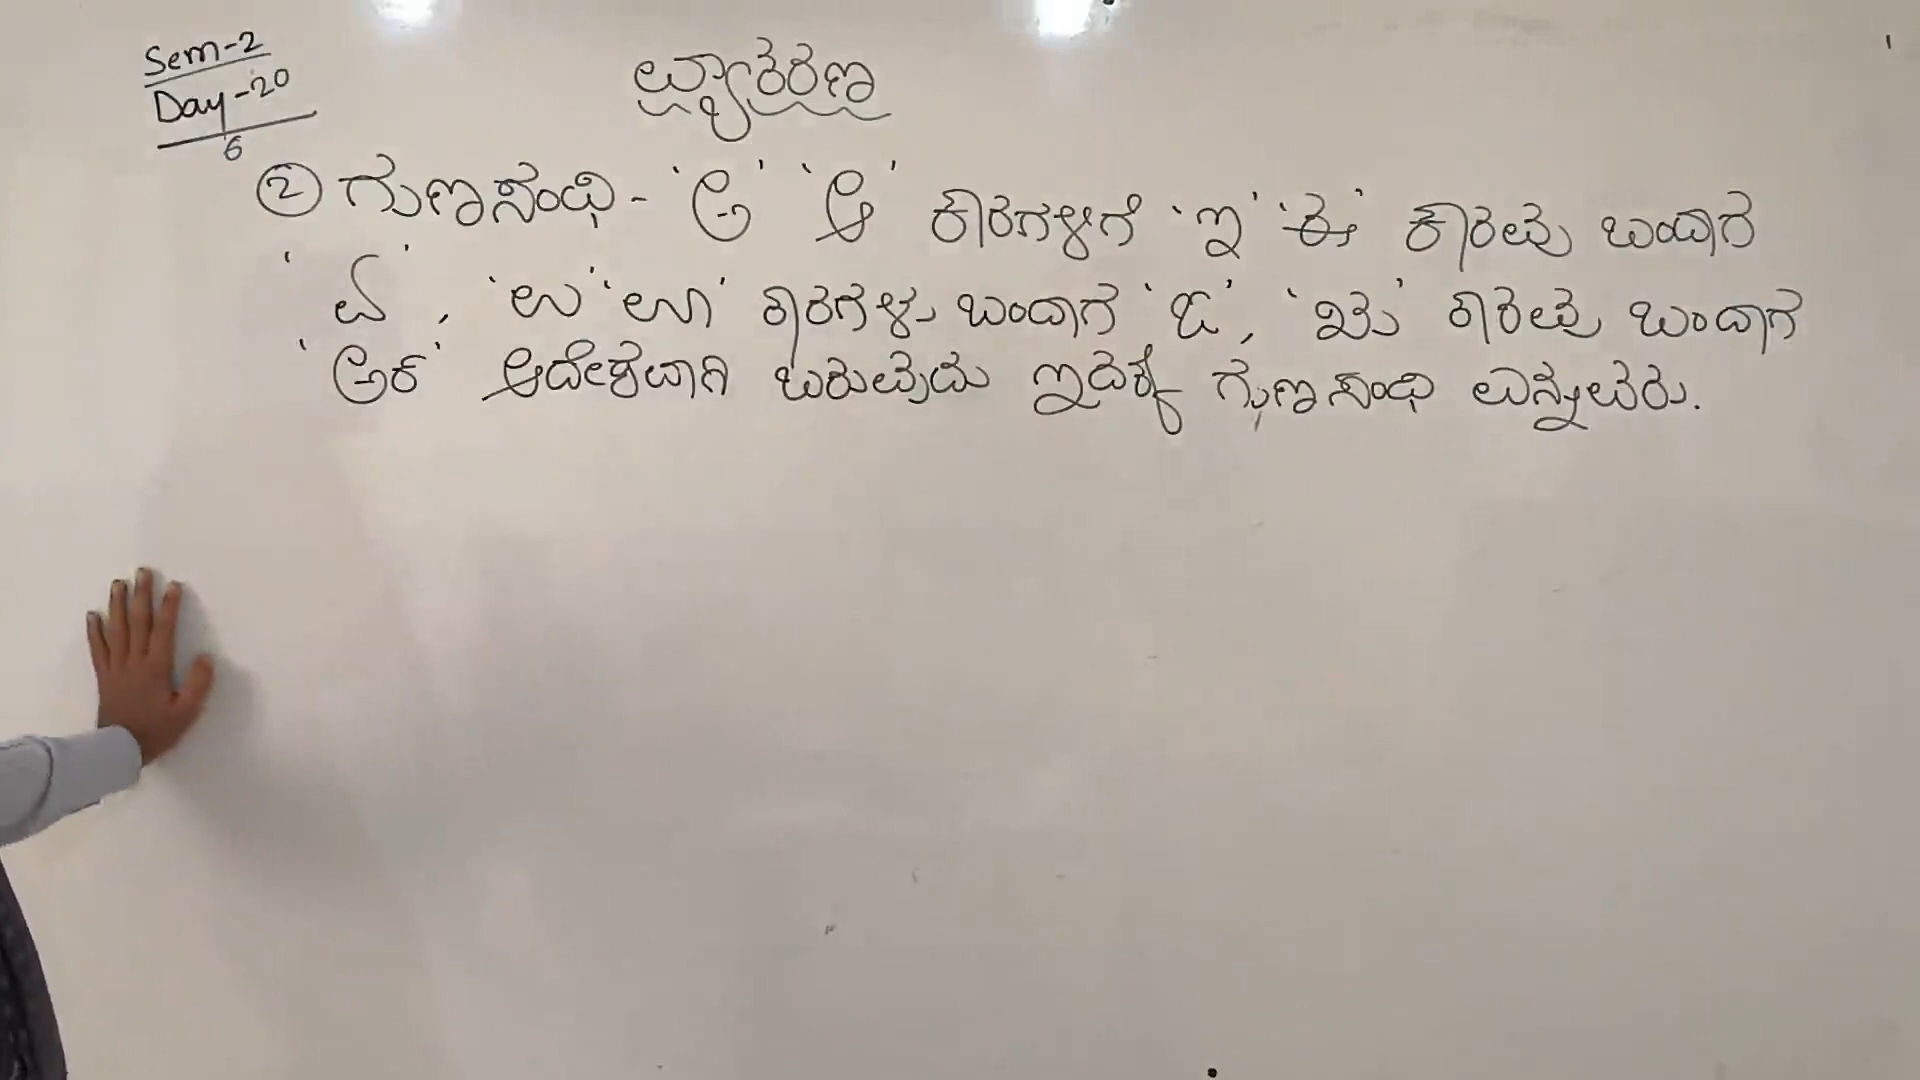 Sem-2
Day-20
6
ವ್ಯಾಕರಣ
② ಗುಣಸಂಧಿ - 'ಅ' 'ಆ' ಕಾರಗಳಿಗೆ 'ಇ' 'ಈ' ಕಾರವು ಬಂದಾಗ
'ಏ', 'ಉ' 'ಊ' ಕಾರಗಳು ಬಂದಾಗ 'ಓ', 'ಋ' ಕಾರವು ಬಂದಾಗ
'ಅರ್' ಆದೇಶವಾಗಿ ಬರುವುದು ಇದಕ್ಕೆ ಗುಣಸಂಧಿ ಎನ್ನುವರು.